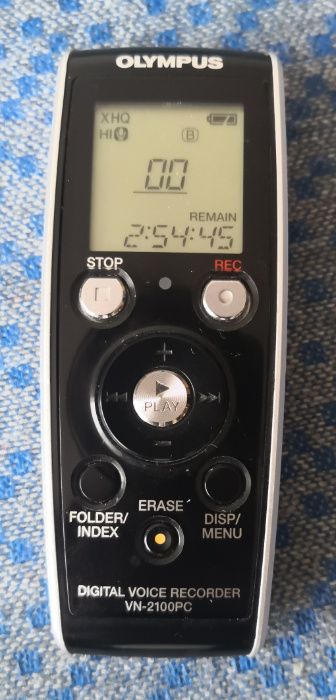 OLYMPUS
XHQ
HI B
00
REMAIN
2:54:45
STOP REC
+
PLAY
−
FOLDER/
INDEX
ERASE
DISP/
MENU
DIGITAL VOICE RECORDER
VN-2100PC